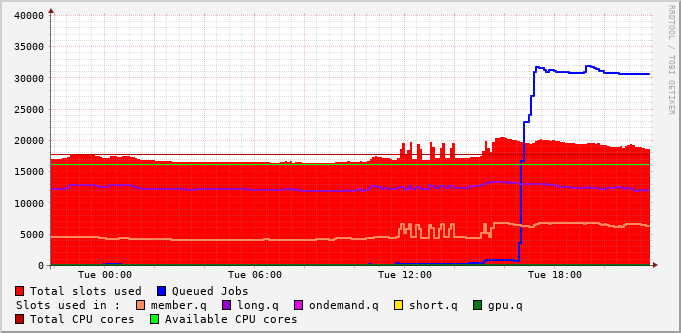 40000
35000
30000
25000
20000
15000
10000
5000
0
Tue 00:00 Tue 06:00 Tue 12:00 Tue 18:00
RRDTOOL / TOBI OETIKER
Total slots used Queued Jobs
Slots used in : member.q long.q ondemand.q short.q gpu.q
Total CPU cores Available CPU cores